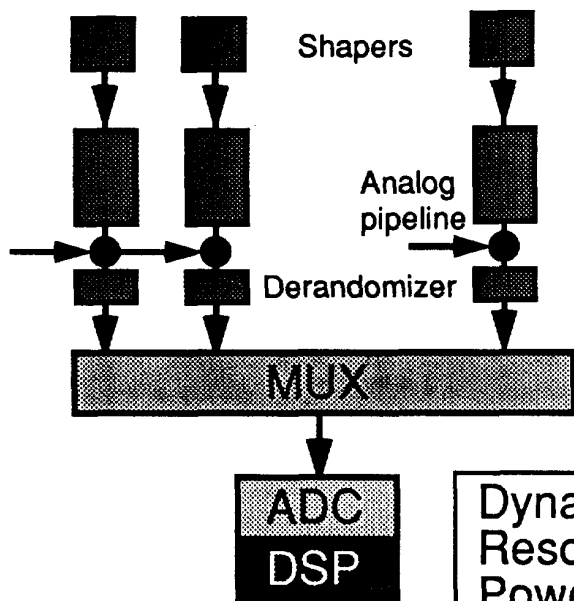 Shapers
Analog
pipeline
Derandomizer
MUX
ADC
DSP